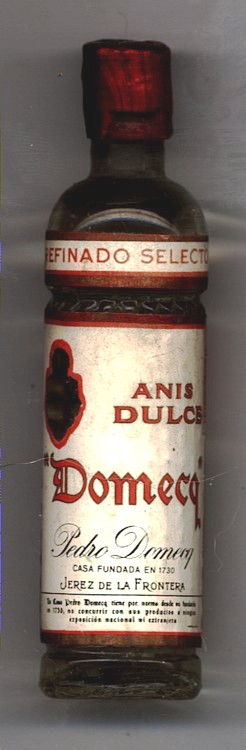 REFINADO SELECTO
ANIS
DULCE
"Domecq"
Pedro Domecq
CASA FUNDADA EN 1730
JEREZ DE LA FRONTERA
La Casa Pedro Domecq tiene por norma desde su fundación
en 1730, no concurrir con sus productos a ninguna
exposición nacional ni extranjera